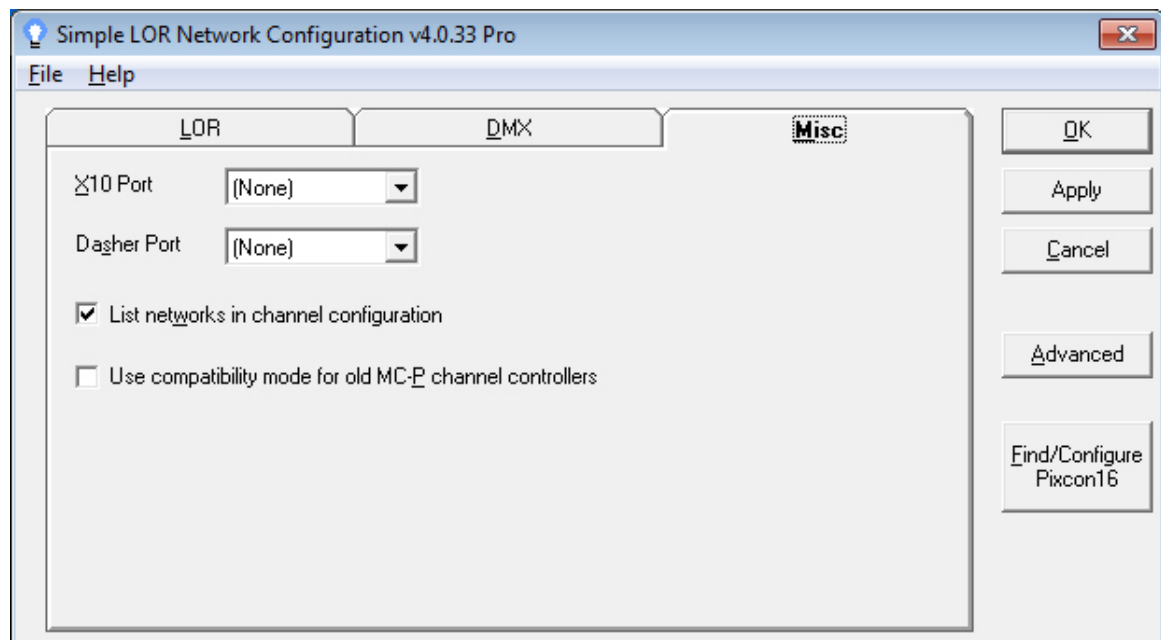 Simple LOR Network Configuration v4.0.33 Pro
File Help
LOR DMX Misc
X10 Port (None)
Dasher Port (None)
List networks in channel configuration
Use compatibility mode for old MC-P channel controllers
OK
Apply
Cancel
Advanced
Find/Configure
Pixcon16